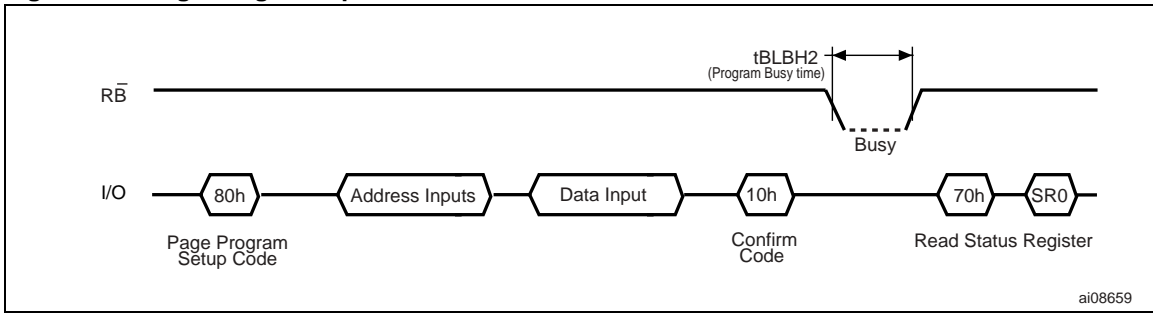 tBLBH2
(Program Busy time)
RB̅
Busy
I/O
80h
Address Inputs
Data Input
10h
70h
SR0
Page Program
Setup Code
Confirm
Code
Read Status Register
ai08659